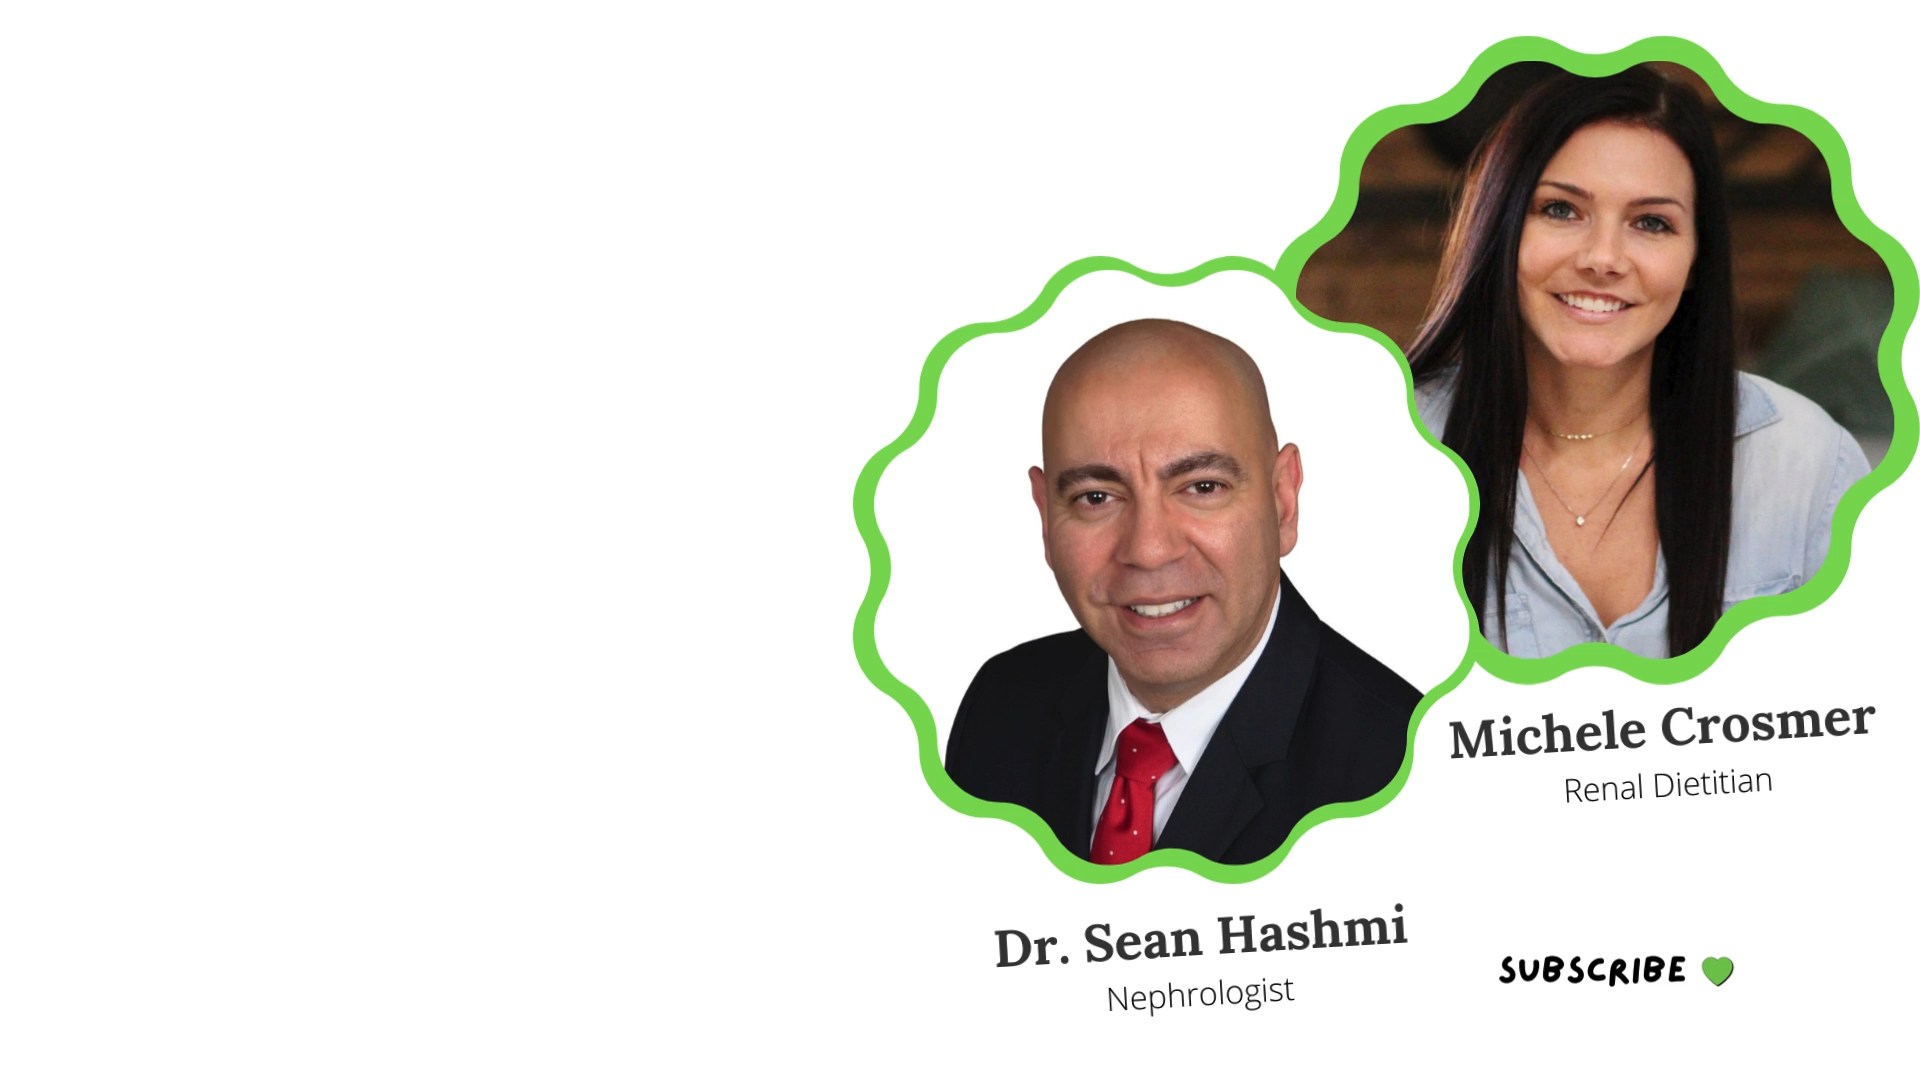 Michele Crosmer
Renal Dietitian
Dr. Sean Hashmi
Nephrologist
SUBSCRIBE